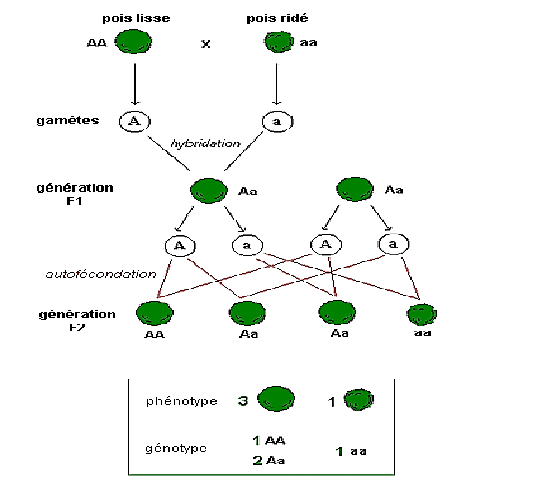 pois lisse pois ridé
AA x aa
gamètes A a
hybridation
génération F1 Aa Aa
A a A a
autofécondation
génération F2
AA Aa Aa aa
phénotype 3 1
génotype 1 AA 1 aa
2 Aa